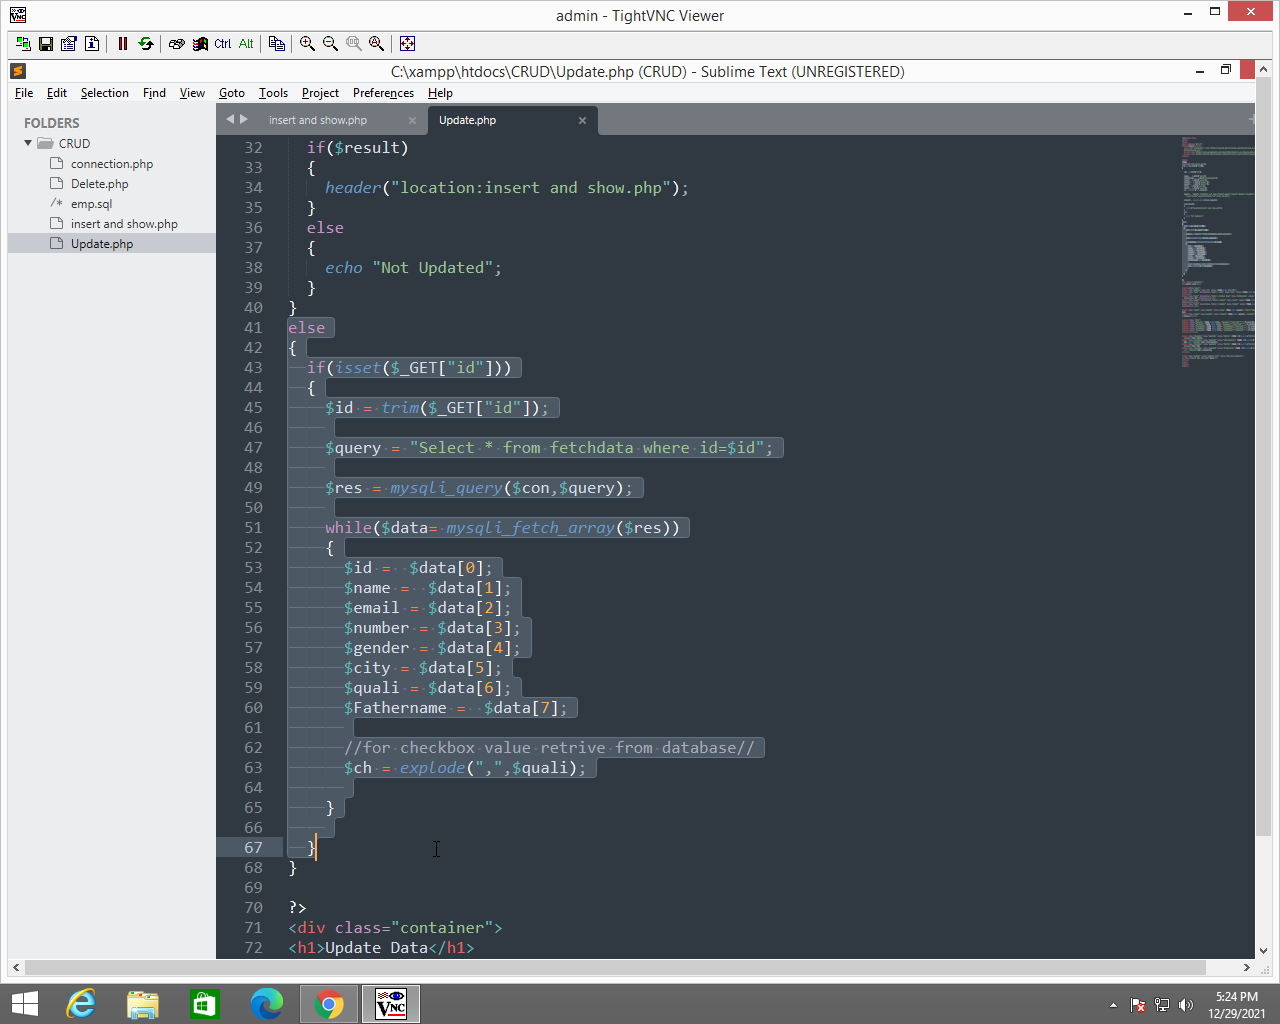 admin - TightVNC Viewer
Ctrl Alt
C:\xampp\htdocs\CRUD\Update.php (CRUD) - Sublime Text (UNREGISTERED)
File Edit Selection Find View Goto Tools Project Preferences Help
FOLDERS
CRUD
connection.php
Delete.php
/* emp.sql
insert and show.php
Update.php
insert and show.php
Update.php
32 if($result)
33 {
34 header("location:insert and show.php");
35 }
36 else
37 {
38 echo "Not Updated";
39 }
40 }
41 else
42 {
43 if(isset($_GET["id"]))
44 {
45 $id = trim($_GET["id"]);
46
47 $query = "Select * from fetchdata where id=$id";
48
49 $res = mysqli_query($con,$query);
50
51 while($data= mysqli_fetch_array($res))
52 {
53 $id =  $data[0];
54 $name =  $data[1];
55 $email = $data[2];
56 $number = $data[3];
57 $gender = $data[4];
58 $city = $data[5];
59 $quali = $data[6];
60 $Fathername =  $data[7];
61
62 //for checkbox value retrive from database//
63 $ch = explode(",",$quali);
64
65 }
66
67 }
68 }
69
70 ?>
71 <div class="container">
72 <h1>Update Data</h1>
VNC
5:24 PM
12/29/2021